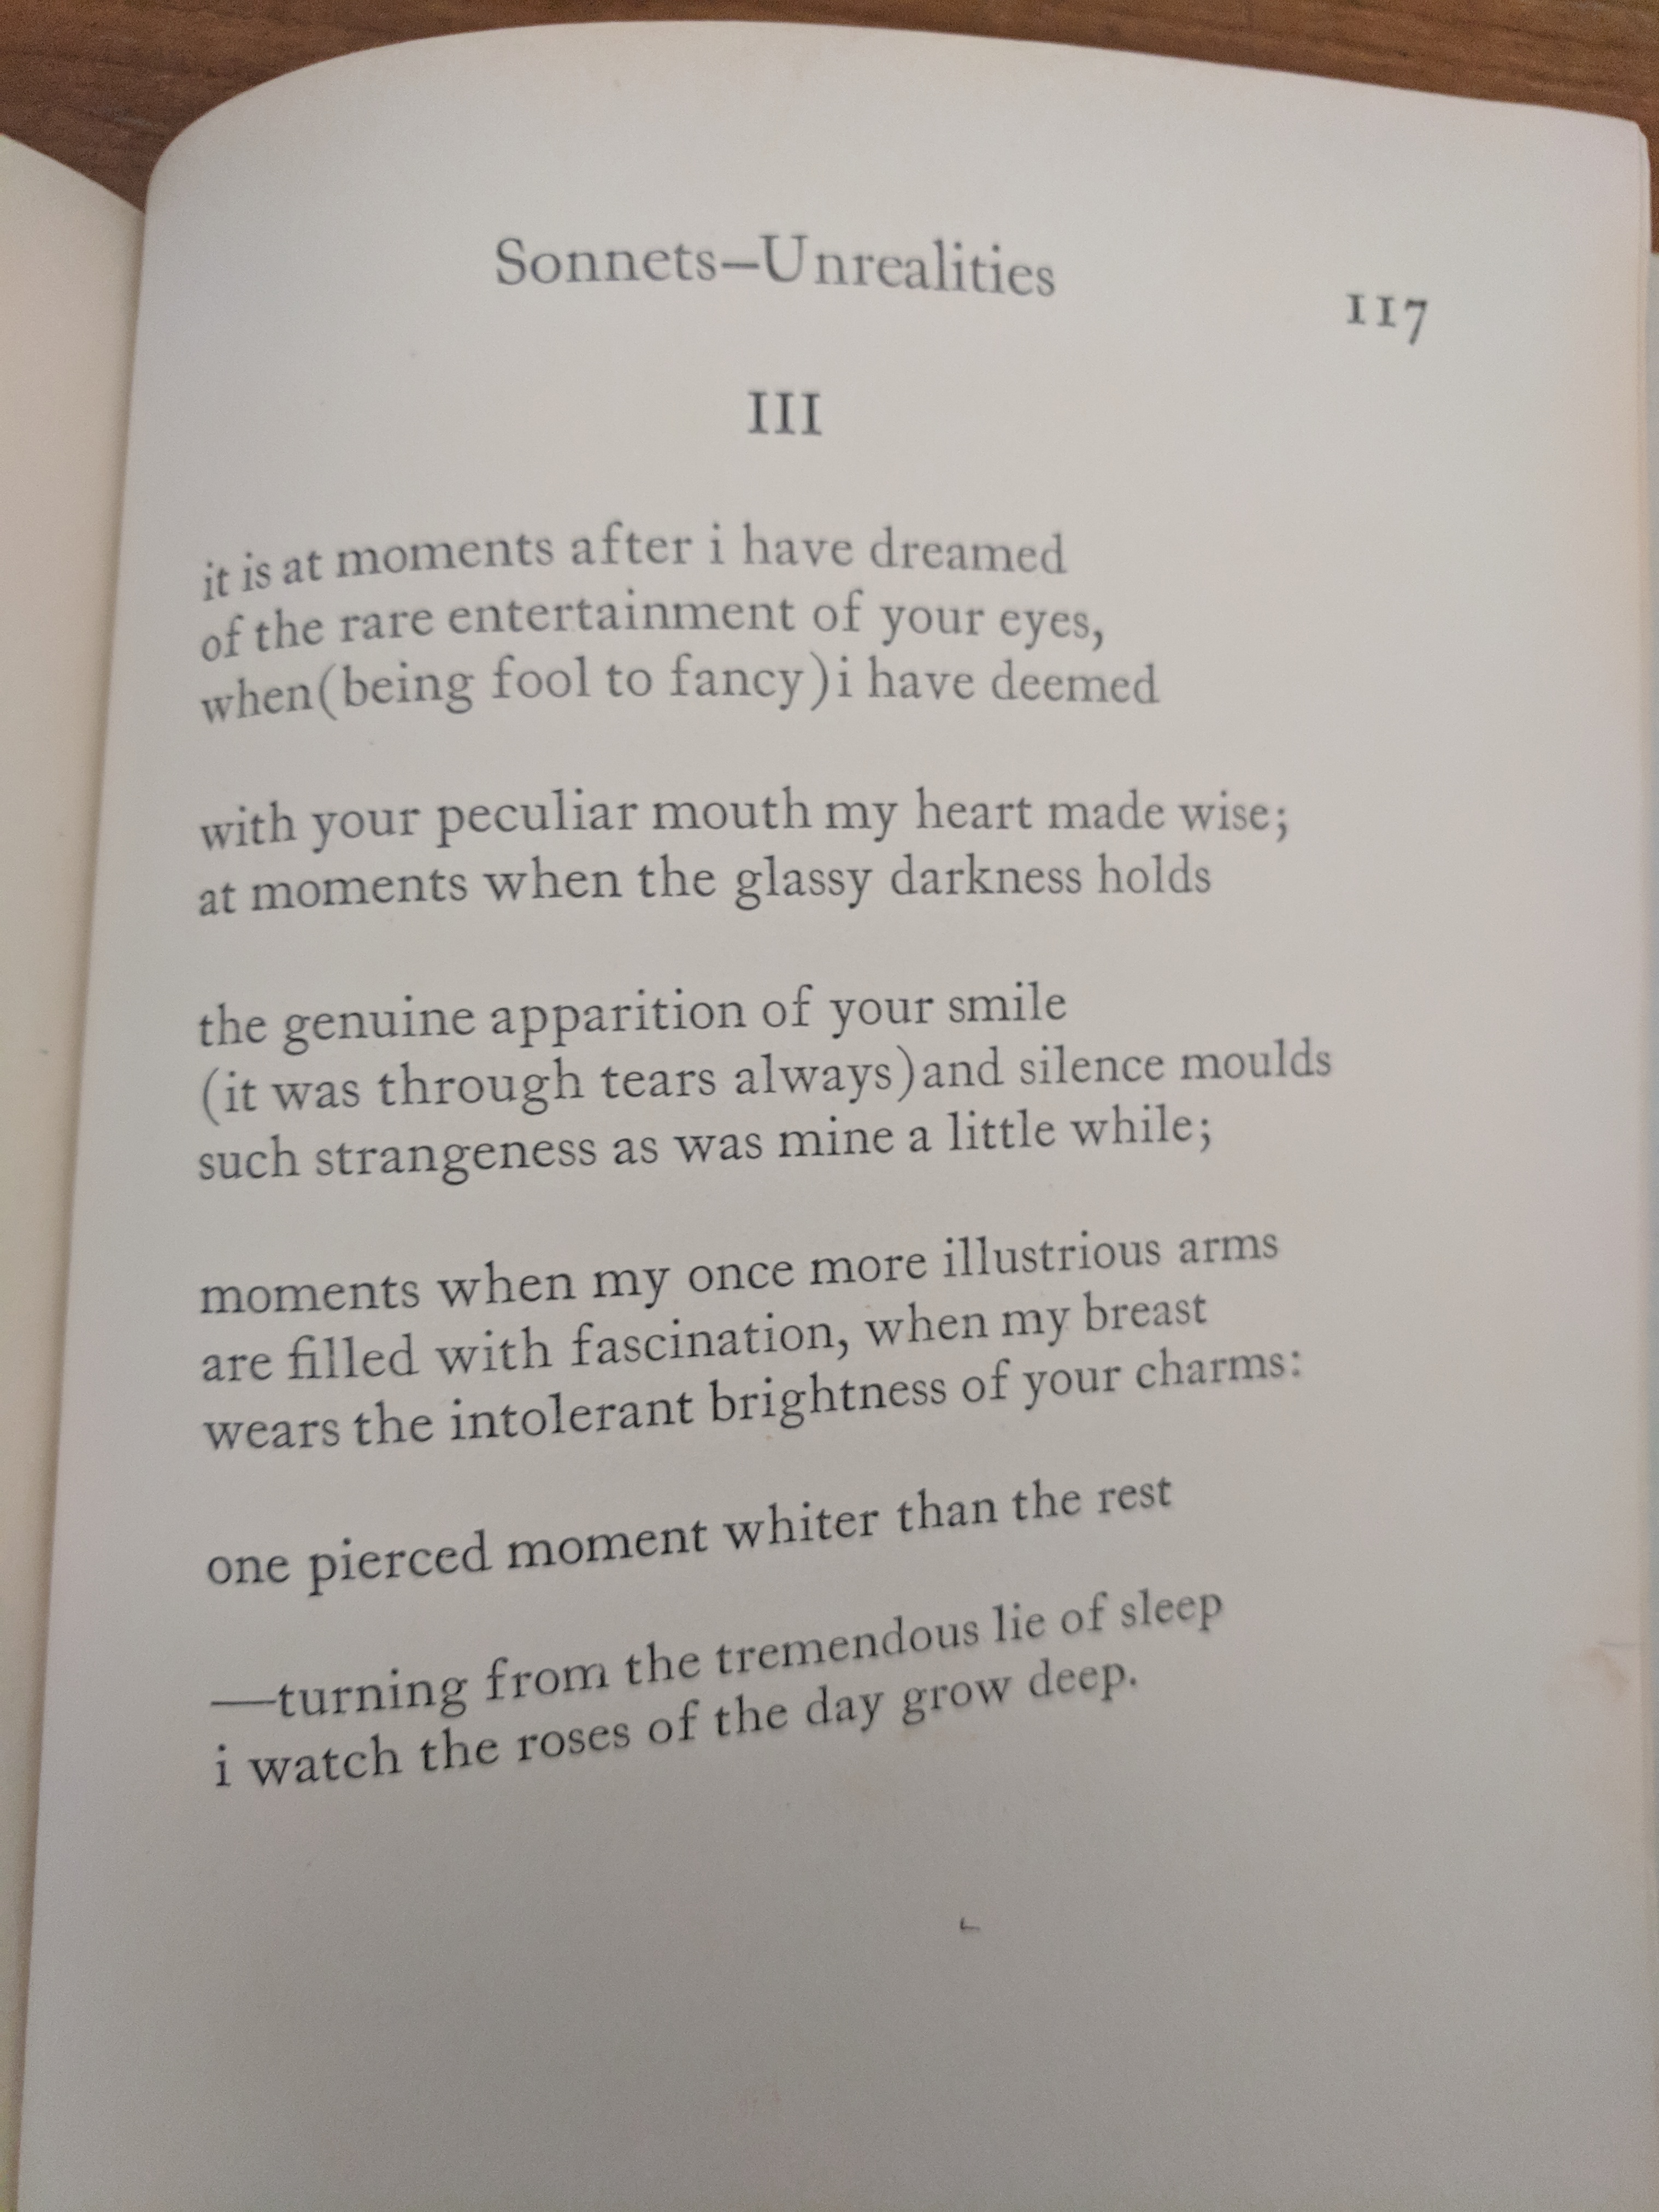 Sonnets—Unrealities
117
III
it is at moments after i have dreamed
of the rare entertainment of your eyes,
when(being fool to fancy)i have deemed
with your peculiar mouth my heart made wise;
at moments when the glassy darkness holds
the genuine apparition of your smile
(it was through tears always)and silence moulds
such strangeness as was mine a little while;
moments when my once more illustrious arms
are filled with fascination, when my breast
wears the intolerant brightness of your charms:
one pierced moment whiter than the rest
—turning from the tremendous lie of sleep
i watch the roses of the day grow deep.